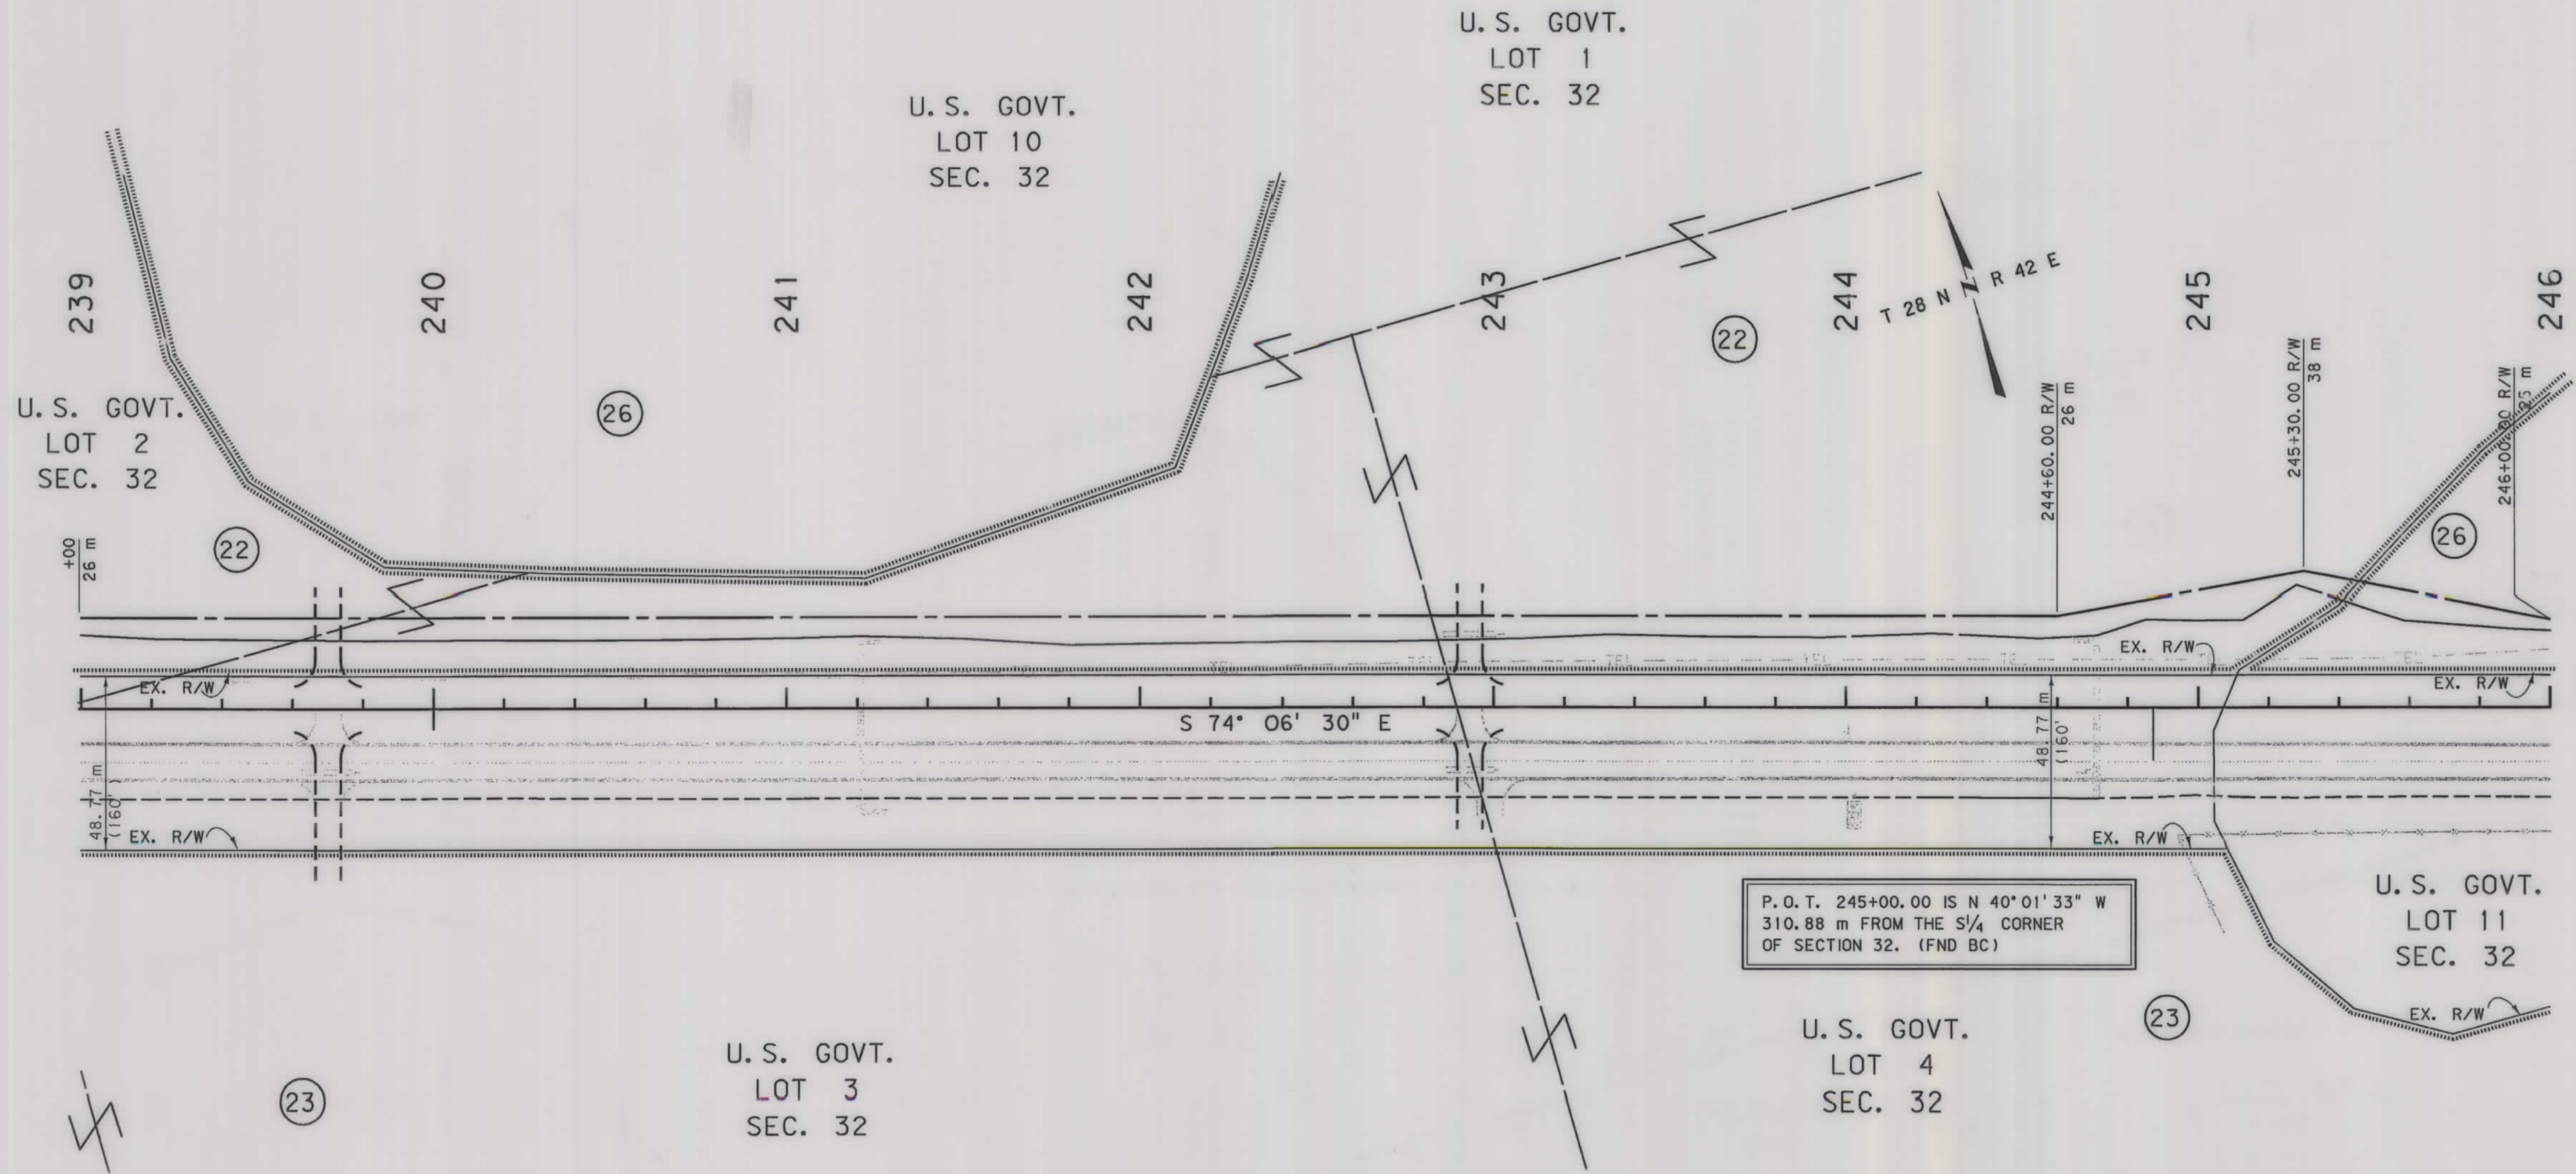 U.S. GOVT.
LOT 1
SEC. 32
U.S. GOVT.
LOT 10
SEC. 32
239
240
241
242
243
244
245
246
T 28 N
R 42 E
22
26
U.S. GOVT.
LOT 2
SEC. 32
22
+00
26 m
244+60.00 R/W
26 m
245+30.00 R/W
38 m
246+00.00 R/W
25 m
26
EX. R/W
EX. R/W
EX. R/W
S 74° 06' 30" E
48.77 m
(160')
48.77 m
(160')
EX. R/W
EX. R/W
P.O.T. 245+00.00 IS N 40°01'33" W
310.88 m FROM THE S1/4 CORNER
OF SECTION 32. (FND BC)
U.S. GOVT.
LOT 11
SEC. 32
EX. R/W
23
U.S. GOVT.
LOT 4
SEC. 32
U.S. GOVT.
LOT 3
SEC. 32
23